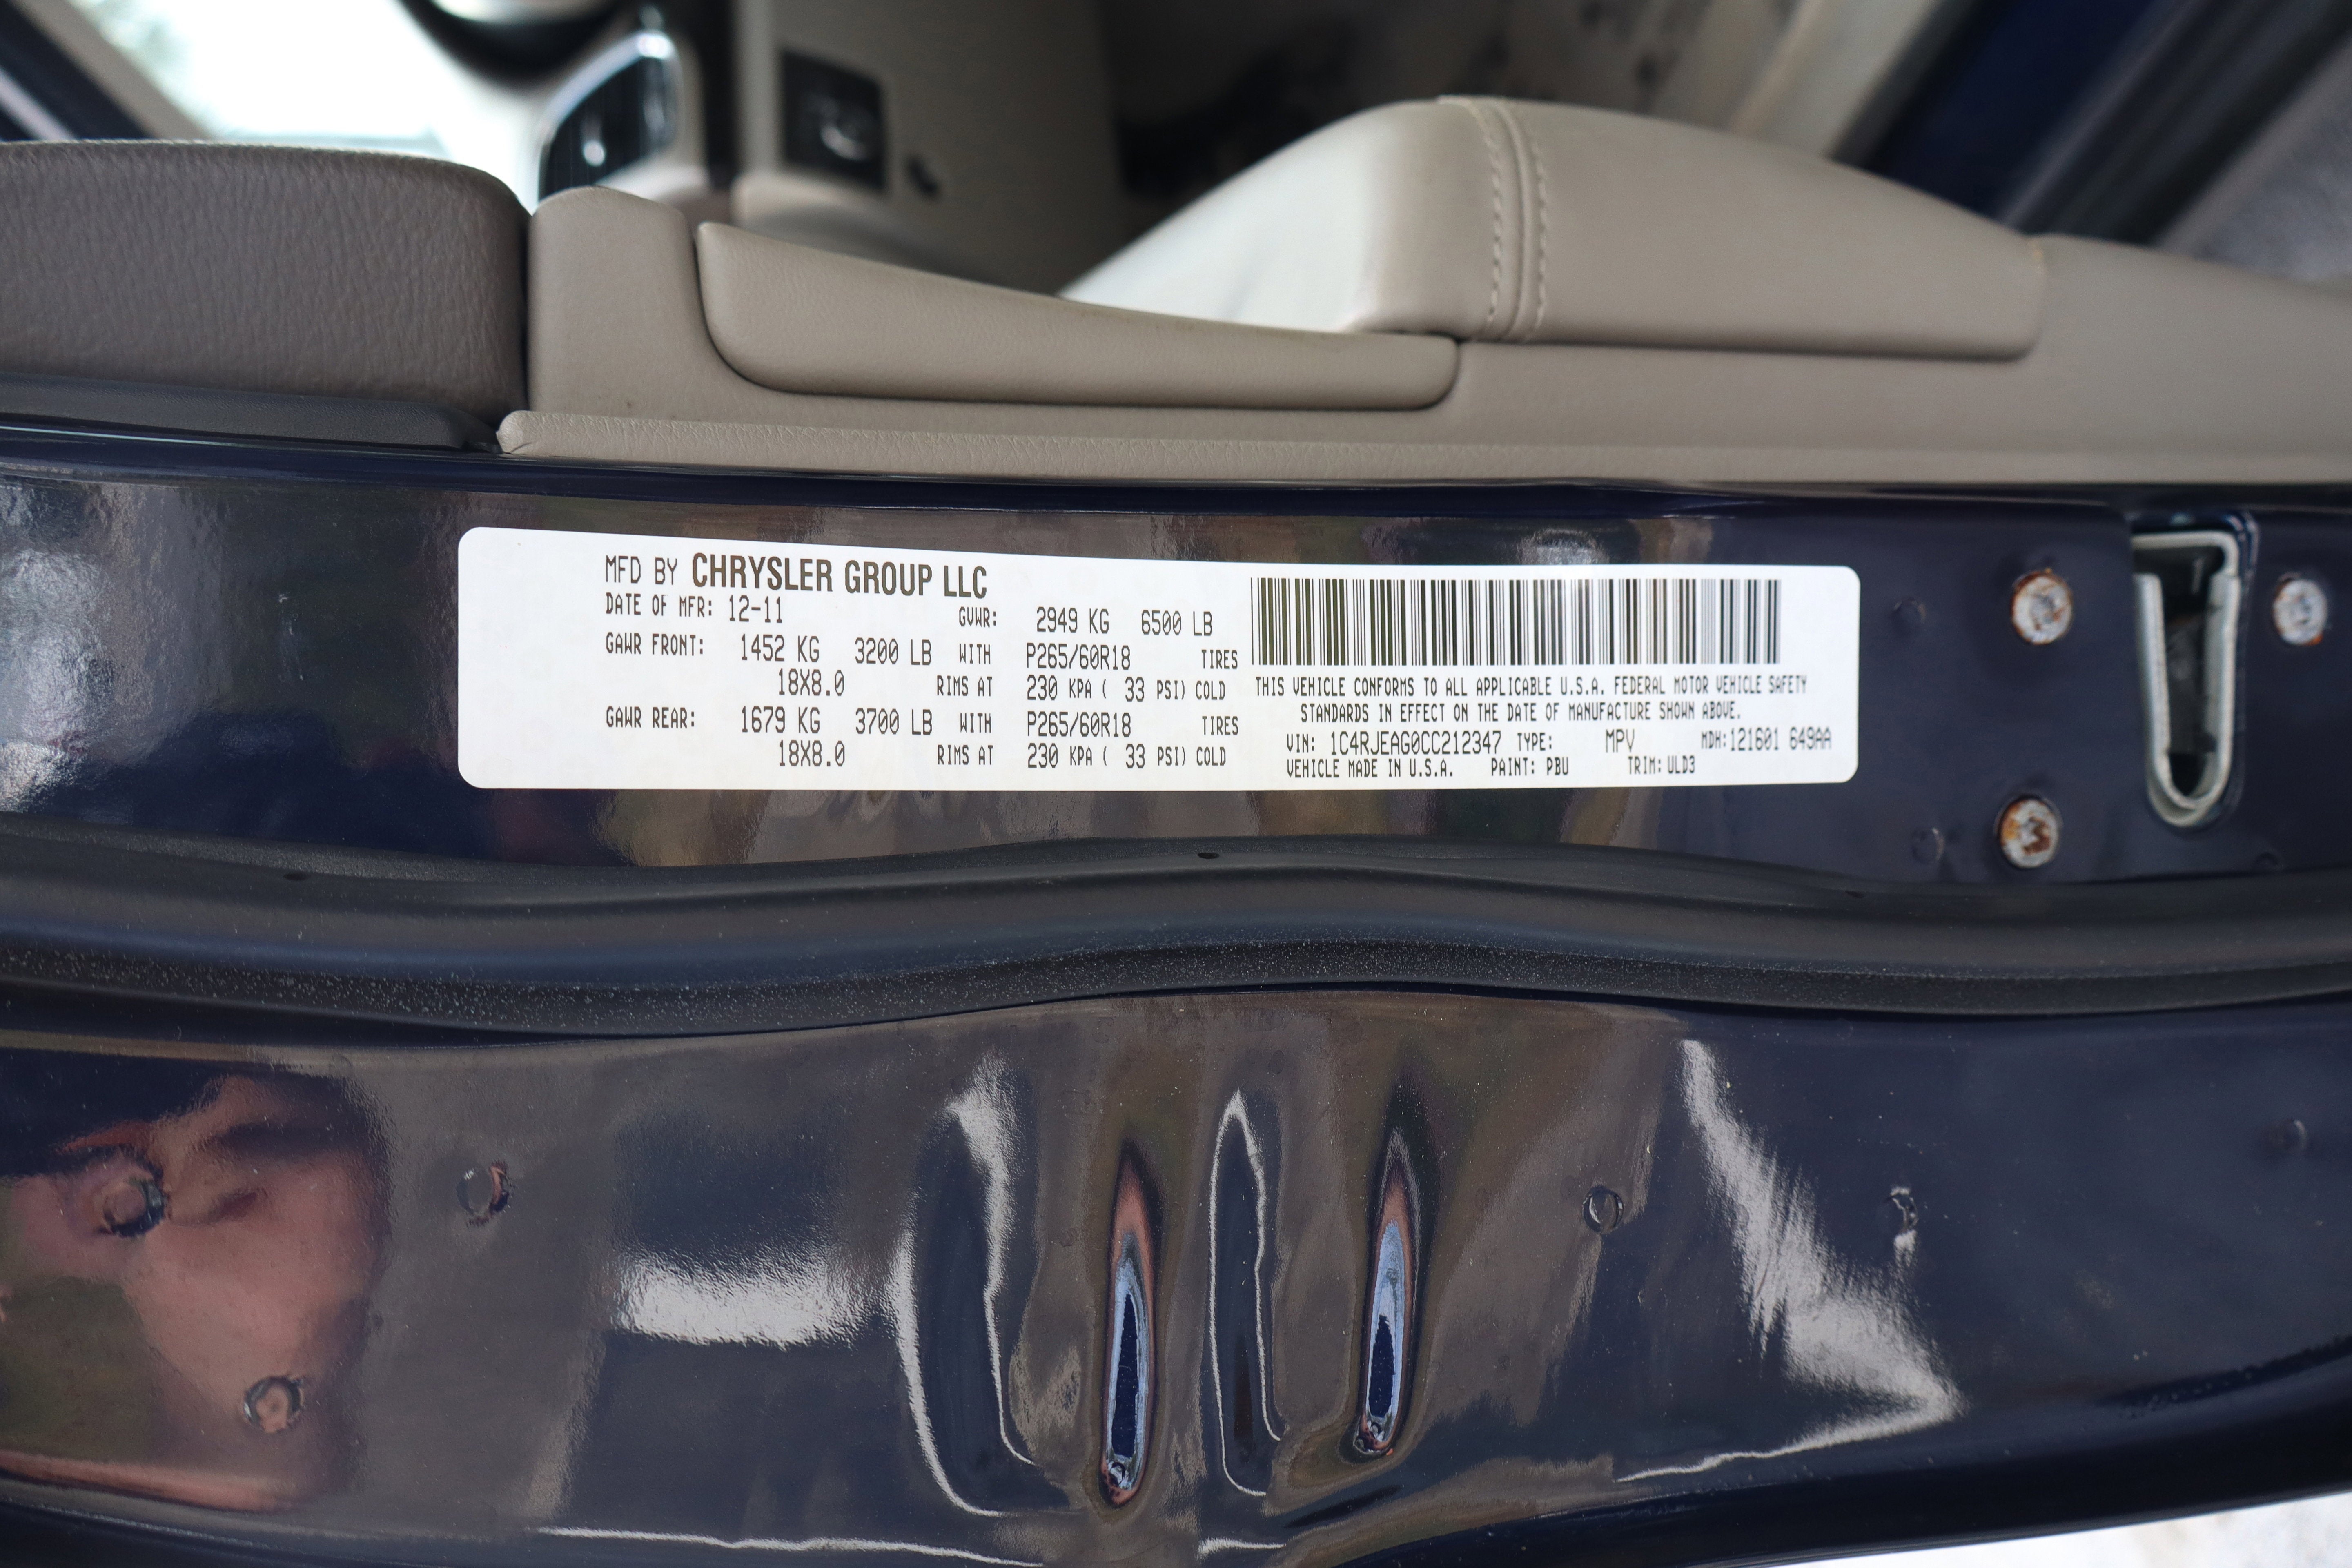 MFD BY CHRYSLER GROUP LLC
DATE OF MFR: 12-11 GVWR: 2949 KG 6500 LB
GAWR FRONT: 1452 KG 3200 LB WITH P265/60R18 TIRES
18X8.0 RIMS AT 230 KPA ( 33 PSI) COLD
GAWR REAR: 1679 KG 3700 LB WITH P265/60R18 TIRES
18X8.0 RIMS AT 230 KPA ( 33 PSI) COLD
THIS VEHICLE CONFORMS TO ALL APPLICABLE U.S.A. FEDERAL MOTOR VEHICLE SAFETY
STANDARDS IN EFFECT ON THE DATE OF MANUFACTURE SHOWN ABOVE.
VIN: 1C4RJEAG0CC212347 TYPE: MPV MDH:121601 649AA
VEHICLE MADE IN U.S.A. PAINT: PBU TRIM: ULD3